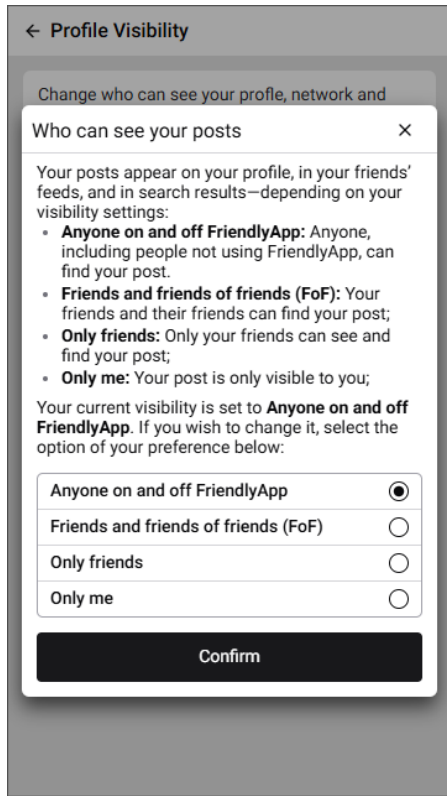 ← Profile Visibility
Change who can see your profle, network and
Who can see your posts ×
Your posts appear on your profile, in your friends'
feeds, and in search results—depending on your
visibility settings:
• Anyone on and off FriendlyApp: Anyone,
including people not using FriendlyApp, can
find your post.
• Friends and friends of friends (FoF): Your
friends and their friends can find your post;
• Only friends: Only your friends can see and
find your post;
• Only me: Your post is only visible to you;
Your current visibility is set to Anyone on and off
FriendlyApp. If you wish to change it, select the
option of your preference below:
Anyone on and off FriendlyApp
Friends and friends of friends (FoF)
Only friends
Only me
Confirm